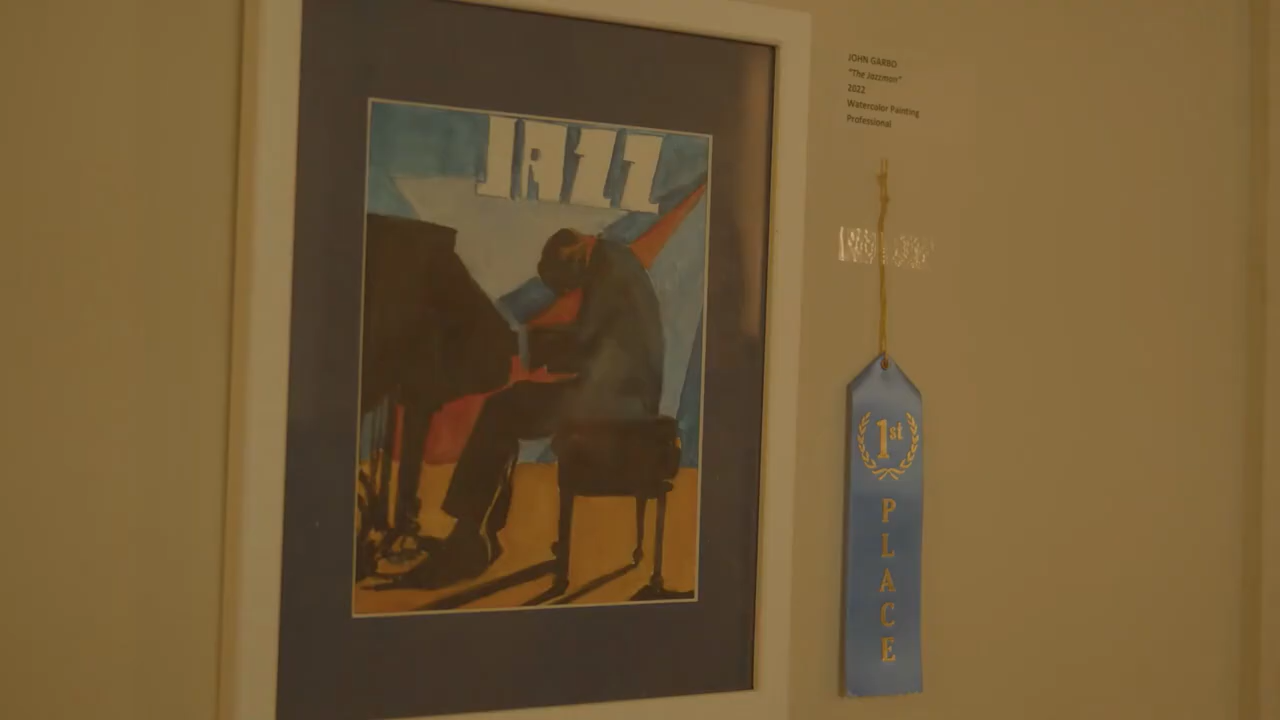 JAZZ
JOHN GARBO
"The Jazzman"
2022
Watercolor Painting
Professional
1st
PLACE